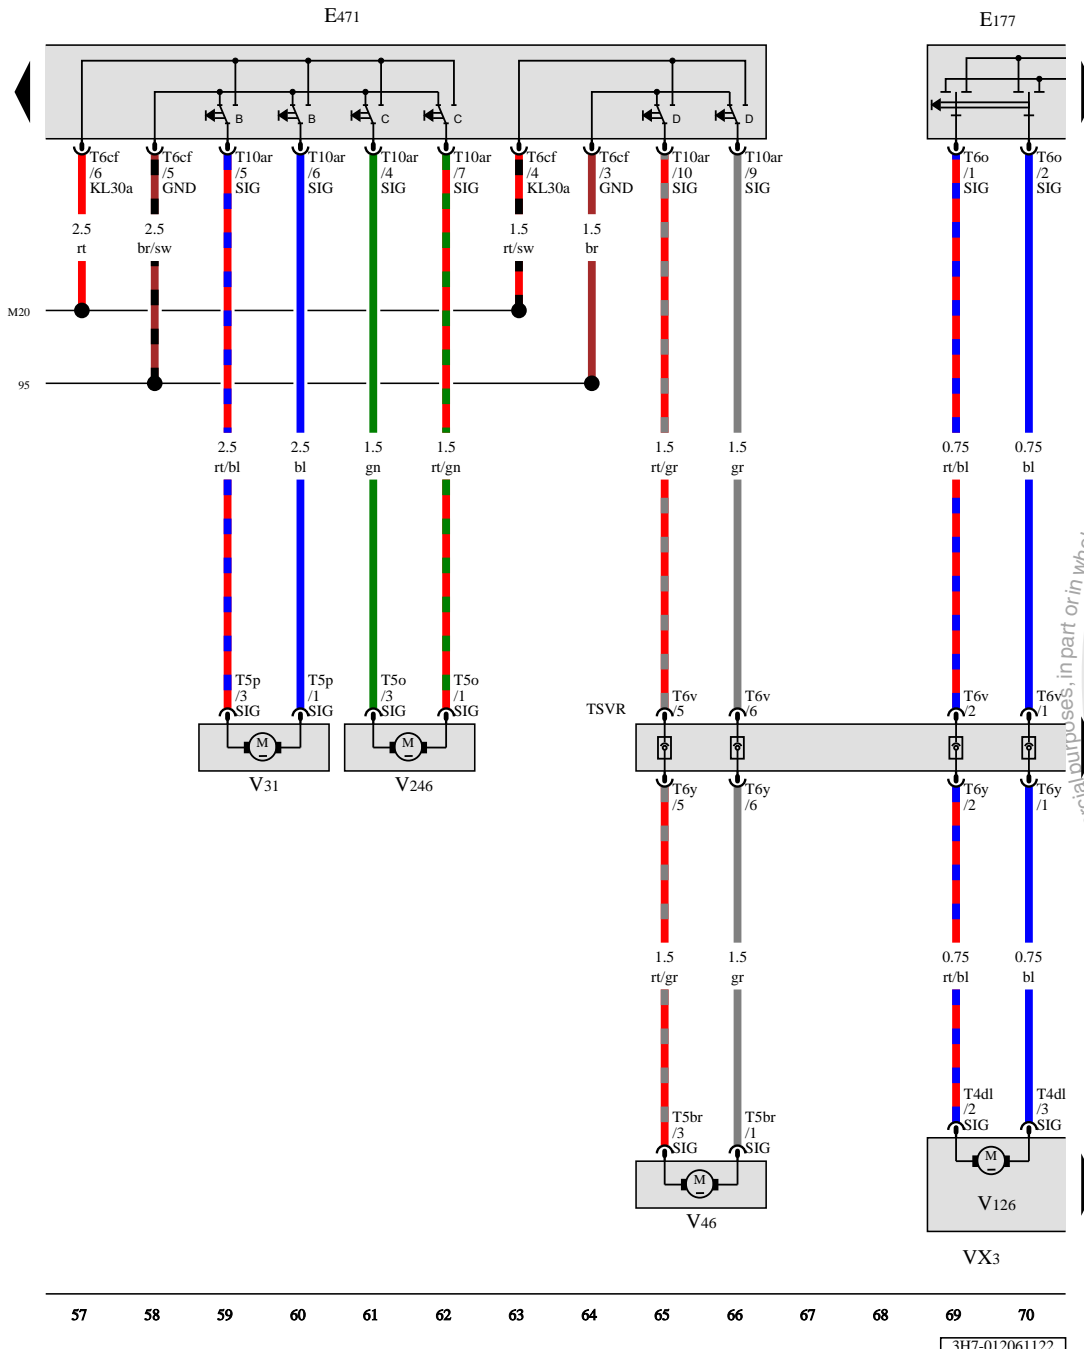 E471
E177
B
B
C
C
D
D
T6cf
/6
KL30a
T6cf
/5
GND
T10ar
/5
SIG
T10ar
/6
SIG
T10ar
/4
SIG
T10ar
/7
SIG
T6cf
/4
KL30a
T6cf
/3
GND
T10ar
/10
SIG
T10ar
/9
SIG
T6o
/1
SIG
T6o
/2
SIG
2.5
rt
2.5
br/sw
1.5
rt/sw
1.5
br
M20
95
2.5
rt/bl
2.5
bl
1.5
gn
1.5
rt/gn
1.5
rt/gr
1.5
gr
0.75
rt/bl
0.75
bl
T5p
/3
SIG
T5p
/1
SIG
T5o
/3
SIG
T5o
/1
SIG
TSVR
T6v
/5
T6v
/6
T6v
/2
T6v
/1
M
V31
M
V246
T6y
/5
T6y
/6
T6y
/2
T6y
/1
1.5
rt/gr
1.5
gr
0.75
rt/bl
0.75
bl
T5br
/3
SIG
T5br
/1
SIG
T4dl
/2
SIG
T4dl
/3
SIG
M
V46
M
V126
VX3
purposes, in part or in
57 58 59 60 61 62 63 64 65 66 67 68 69 70
3H7-012061122